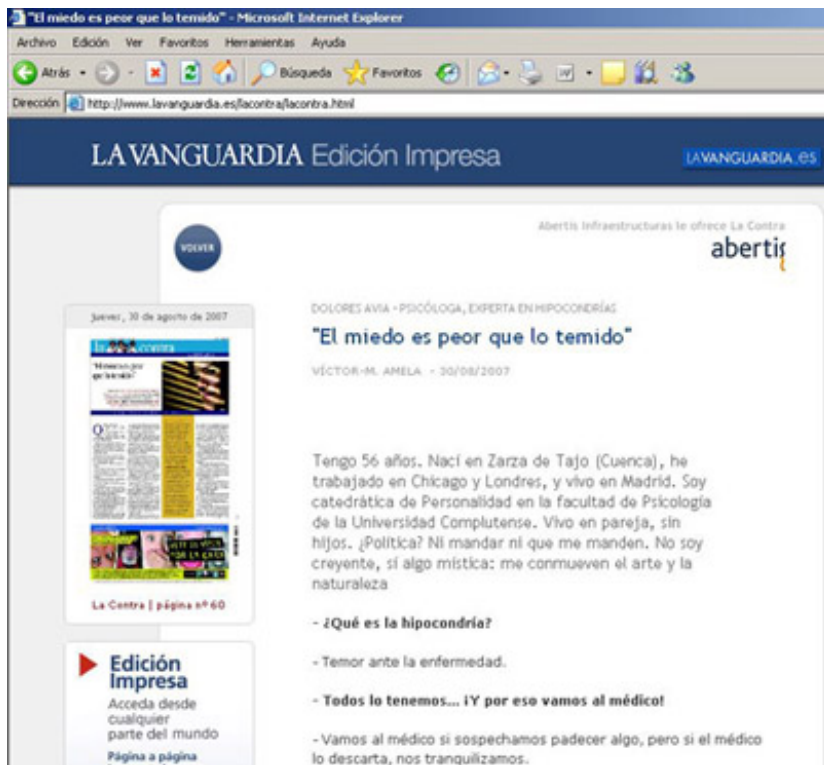 "El miedo es peor que lo temido" - Microsoft Internet Explorer
Archivo Edición Ver Favoritos Herramientas Ayuda
Atrás Búsqueda Favoritos
Dirección http://www.lavanguardia.es/lacontra/lacontra.html
LA VANGUARDIA Edición Impresa
LAVANGUARDIA.es
Abertis Infraestructuras le ofrece La Contra
abertis
VOLVER
jueves, 30 de agosto de 2007
la contra
La Contra | página nº 60
Edición
Impresa
Acceda desde
cualquier
parte del mundo
Página a página
DOLORES AVIA - PSICÓLOGA, EXPERTA EN HIPOCONDRÍAS
"El miedo es peor que lo temido"
VÍCTOR-M. AMELA - 30/08/2007
Tengo 56 años. Nací en Zarza de Tajo (Cuenca), he
trabajado en Chicago y Londres, y vivo en Madrid. Soy
catedrática de Personalidad en la facultad de Psicología
de la Universidad Complutense. Vivo en pareja, sin
hijos. ¿Política? Ni mandar ni que me manden. No soy
creyente, sí algo mística: me conmueven el arte y la
naturaleza
- ¿Qué es la hipocondría?
- Temor ante la enfermedad.
- Todos lo tenemos... ¡Y por eso vamos al médico!
- Vamos al médico si sospechamos padecer algo, pero si el médico
lo descarta, nos tranquilizamos.